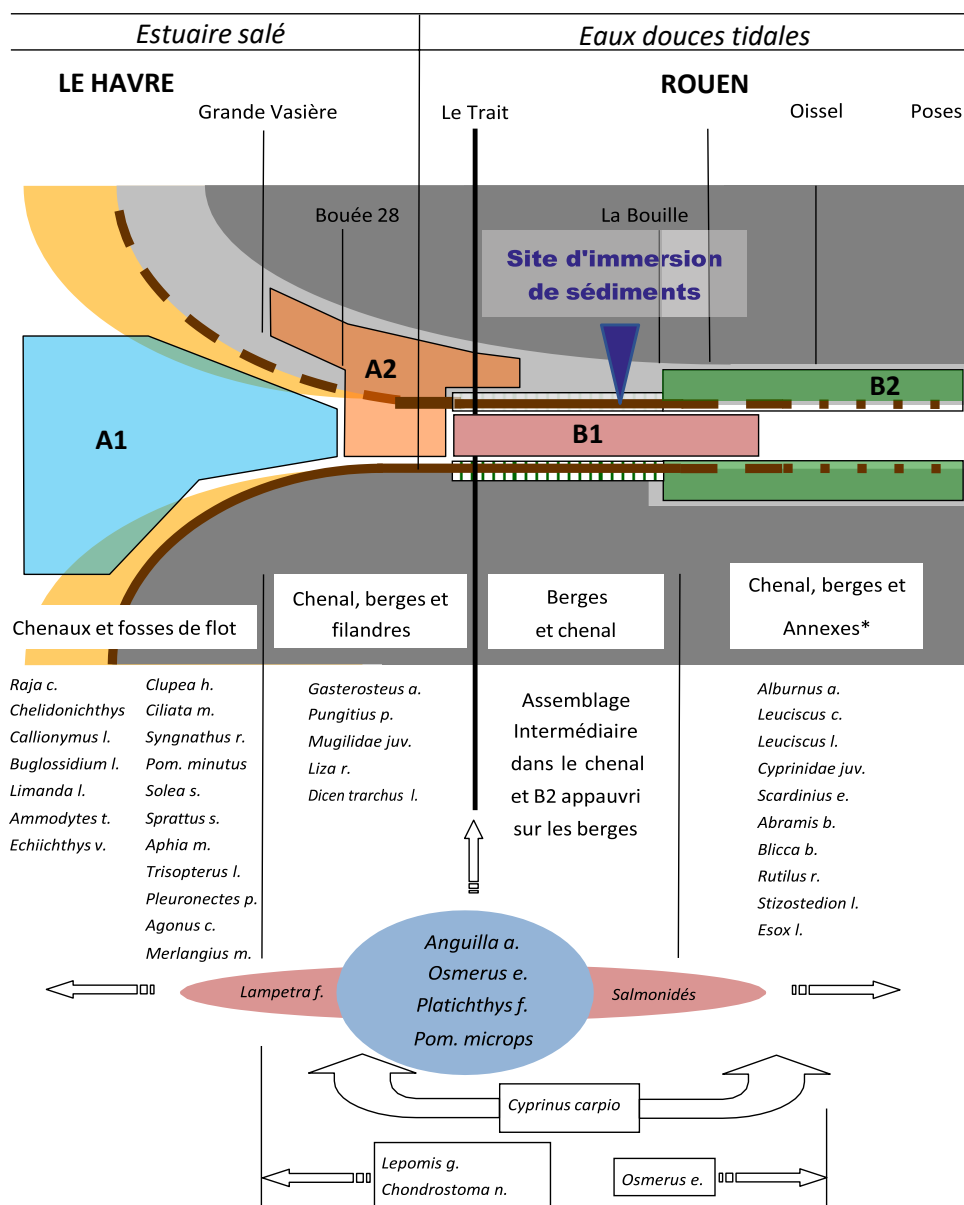 Estuaire salé
Eaux douces tidales
LE HAVRE
ROUEN
Grande Vasière
Le Trait
Oissel
Poses
Bouée 28
La Bouille
Site d'immersion
de sédiments
A1
A2
B1
B2
Chenaux et fosses de flot
Chenal, berges et
filandres
Berges
et chenal
Chenal, berges et
Annexes*
Raja c.
Chelidonichthys
Callionymus l.
Buglossidium l.
Limanda l.
Ammodytes t.
Echiichthys v.
Clupea h.
Ciliata m.
Syngnathus r.
Pom. minutus
Solea s.
Sprattus s.
Aphia m.
Trisopterus l.
Pleuronectes p.
Agonus c.
Merlangius m.
Gasterosteus a.
Pungitius p.
Mugilidae juv.
Liza r.
Dicen trarchus l.
Assemblage
Intermédiaire
dans le chenal
et B2 appauvri
sur les berges
Alburnus a.
Leuciscus c.
Leuciscus l.
Cyprinidae juv.
Scardinius e.
Abramis b.
Blicca b.
Rutilus r.
Stizostedion l.
Esox l.
Lampetra f.
Anguilla a.
Osmerus e.
Platichthys f.
Pom. microps
Salmonidés
Cyprinus carpio
Lepomis g.
Chondrostoma n.
Osmerus e.